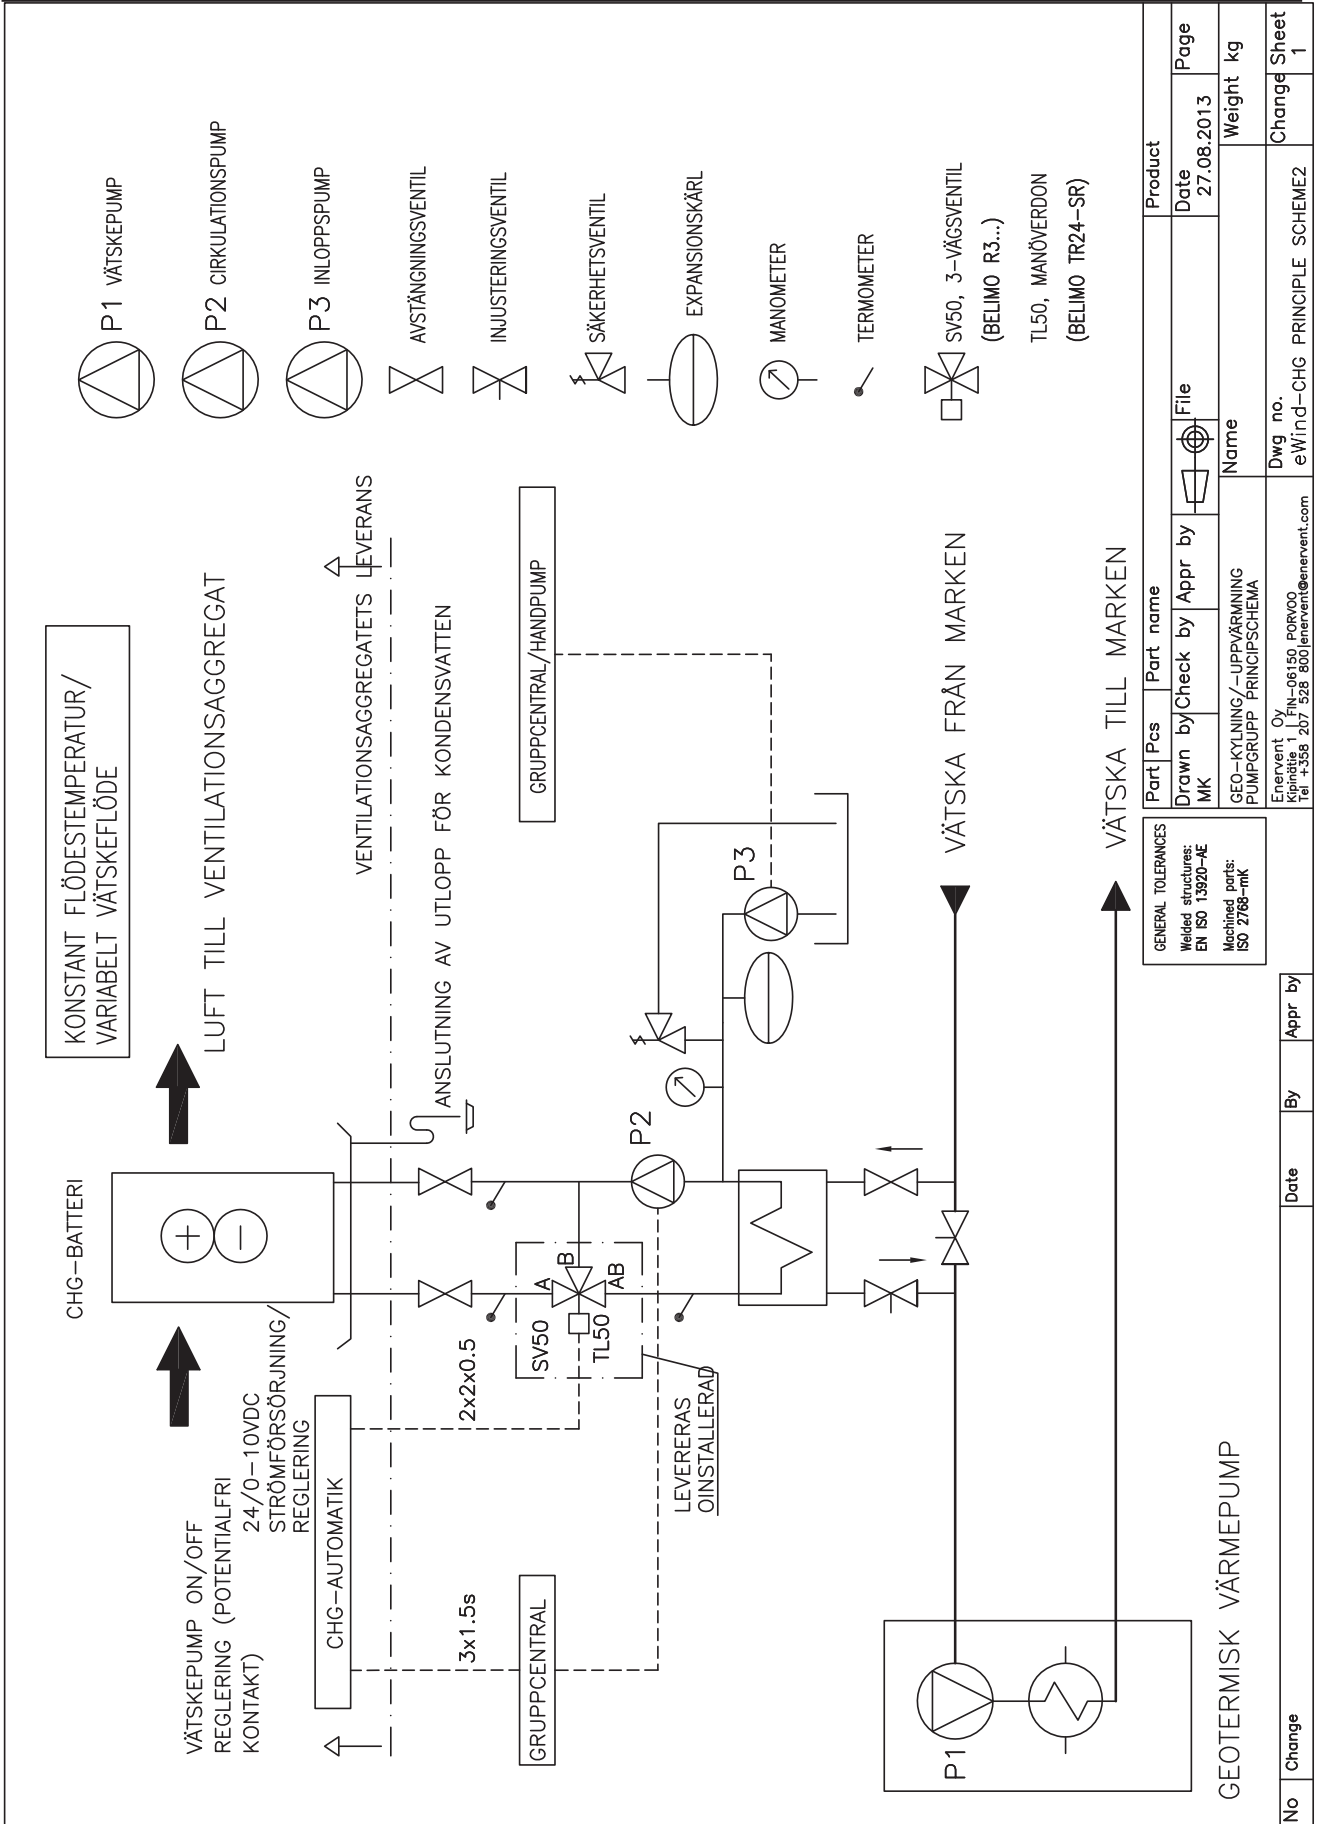 KONSTANT FLÖDESTEMPERATUR/
VARIABELT VÄTSKEFLÖDE
LUFT TILL VENTILATIONSAGGREGAT
CHG-BATTERI
VÄTSKEPUMP ON/OFF
REGLERING (POTENTIALFRI
KONTAKT)
24/0-10VDC
STRÖMFÖRSÖRJNING/
REGLERING
CHG-AUTOMATIK
VENTILATIONSAGGREGATETS LEVERANS
ANSLUTNING AV UTLOPP FÖR KONDENSVATTEN
3x1.5s
2x2x0.5
GRUPPCENTRAL
SV50
A
B
AB
TL50
LEVERERAS
OINSTALLERAD
P2
GRUPPCENTRAL/HANDPUMP
P3
VÄTSKA FRÅN MARKEN
VÄTSKA TILL MARKEN
P1
GEOTERMISK VÄRMEPUMP
P1 VÄTSKEPUMP
P2 CIRKULATIONSPUMP
P3 INLOPPSPUMP
AVSTÄNGNINGSVENTIL
INJUSTERINGSVENTIL
SÄKERHETSVENTIL
EXPANSIONSKÄRL
MANOMETER
TERMOMETER
SV50, 3-VÄGSVENTIL
(BELIMO R3...)
TL50, MANÖVERDON
(BELIMO TR24-SR)
GENERAL TOLERANCES
Welded structures:
EN ISO 13920-AE
Machined parts:
ISO 2768-mK
Part Pcs Part name Product
Drawn by Check by Appr by File Date Page
MK 27.08.2013
GEO-KYLNING/-UPPVÄRMNING
PUMPGRUPP PRINCIPSCHEMA
Name Weight kg
Enervent Oy
Kipinätie 1 | FIN-06150 PORVOO
Tel +358 207 528 800|enervent@enervent.com
Dwg no.
eWind-CHG PRINCIPLE SCHEME2
Change Sheet
1
No Change Date By Appr by